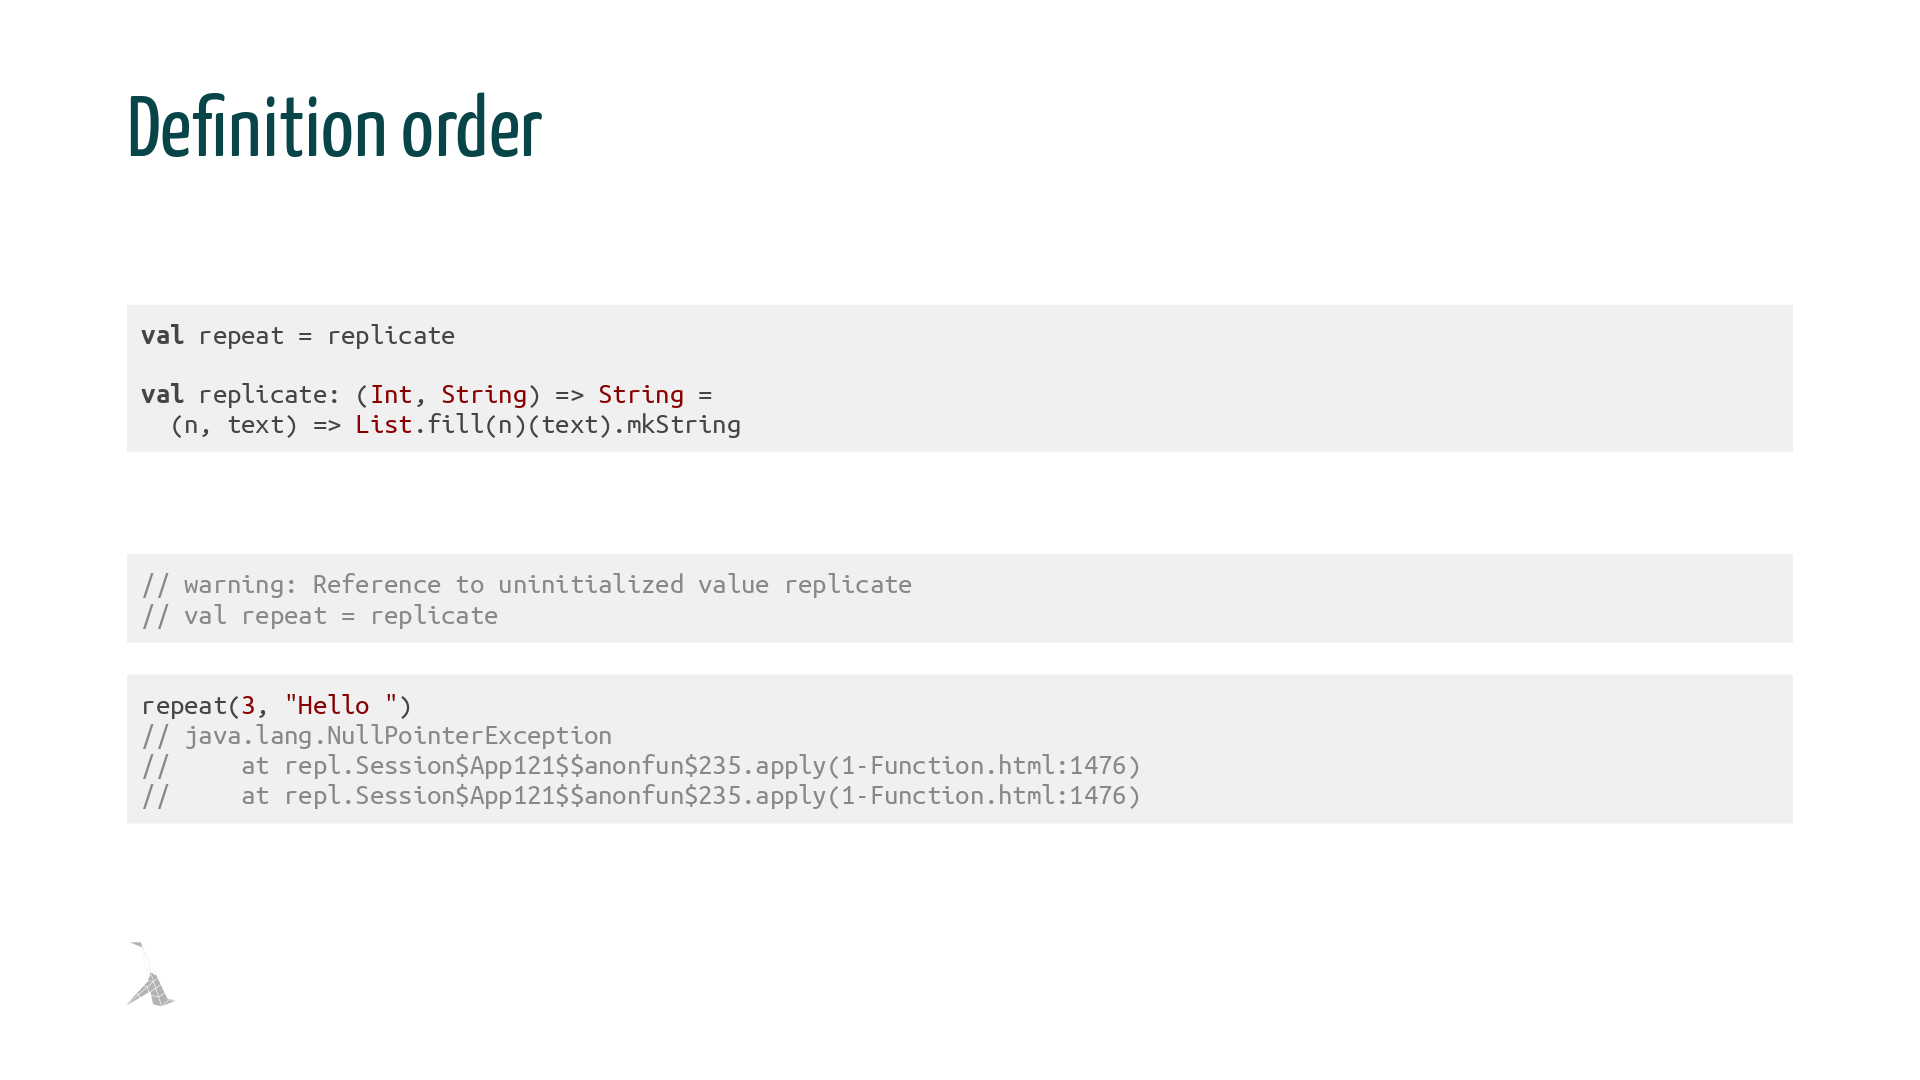 Definition order
val repeat = replicate
val replicate: (Int, String) => String =
  (n, text) => List.fill(n)(text).mkString
// warning: Reference to uninitialized value replicate
// val repeat = replicate
repeat(3, "Hello ")
// java.lang.NullPointerException
//     at repl.Session$App121$$anonfun$235.apply(1-Function.html:1476)
//     at repl.Session$App121$$anonfun$235.apply(1-Function.html:1476)